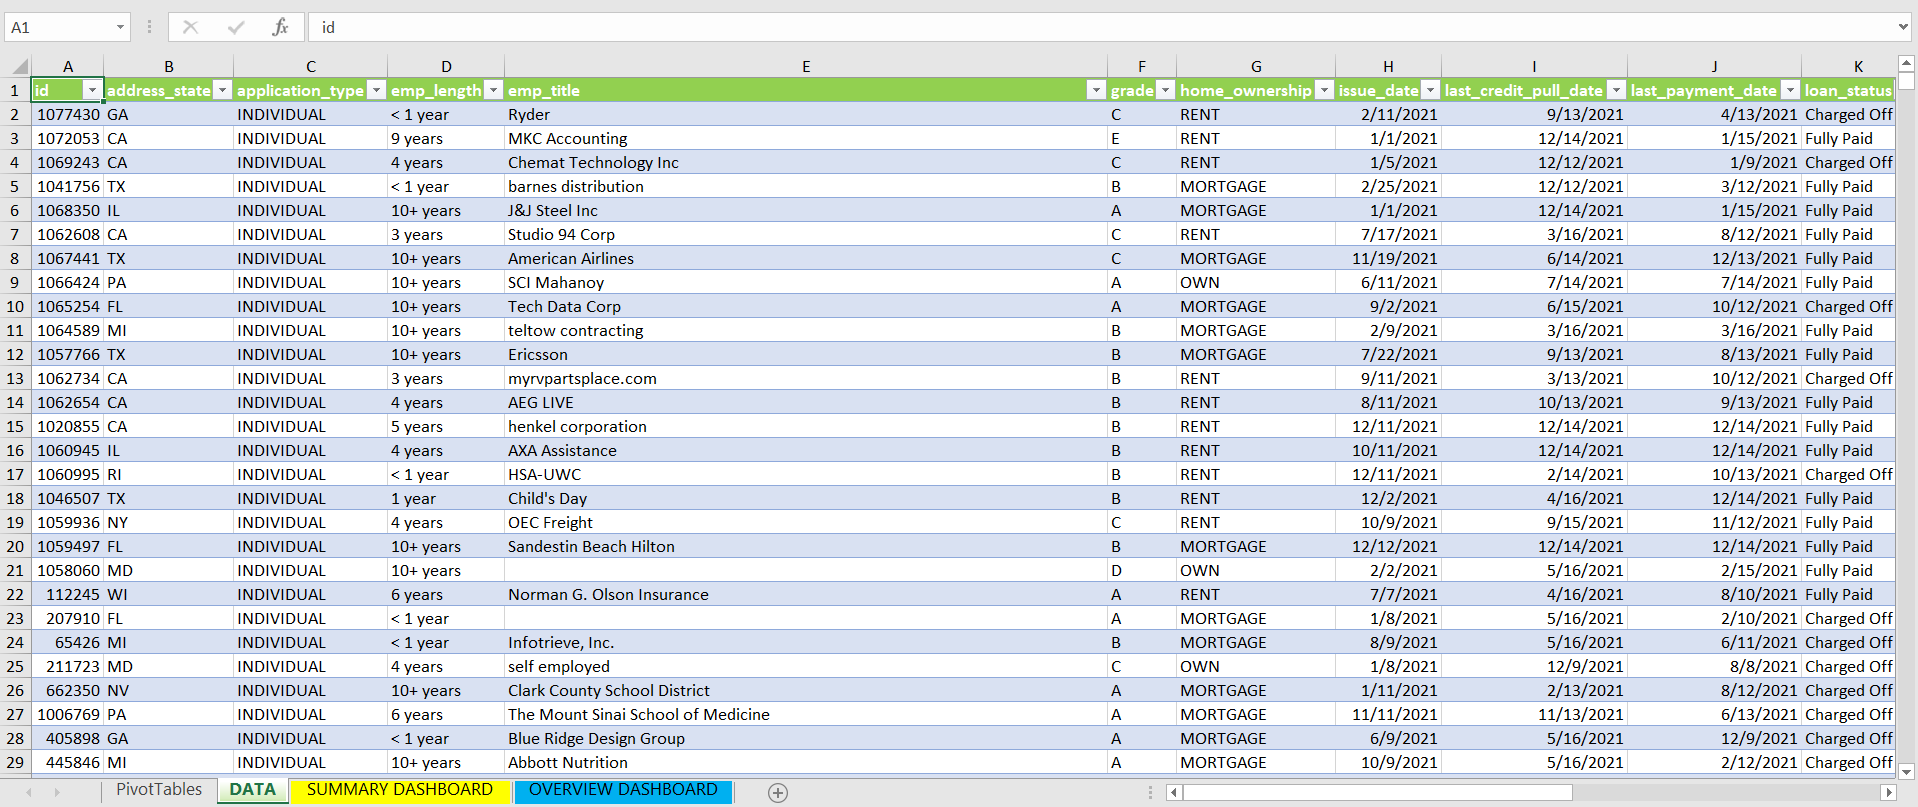 A1 fx id
A B C D E F G H I J K
1 id address_state application_type emp_length emp_title grade home_ownership issue_date last_credit_pull_date last_payment_date loan_status
2 1077430 GA INDIVIDUAL < 1 year Ryder C RENT 2/11/2021 9/13/2021 4/13/2021 Charged Off
3 1072053 CA INDIVIDUAL 9 years MKC Accounting E RENT 1/1/2021 12/14/2021 1/15/2021 Fully Paid
4 1069243 CA INDIVIDUAL 4 years Chemat Technology Inc C RENT 1/5/2021 12/12/2021 1/9/2021 Charged Off
5 1041756 TX INDIVIDUAL < 1 year barnes distribution B MORTGAGE 2/25/2021 12/12/2021 3/12/2021 Fully Paid
6 1068350 IL INDIVIDUAL 10+ years J&J Steel Inc A MORTGAGE 1/1/2021 12/14/2021 1/15/2021 Fully Paid
7 1062608 CA INDIVIDUAL 3 years Studio 94 Corp C RENT 7/17/2021 3/16/2021 8/12/2021 Fully Paid
8 1067441 TX INDIVIDUAL 10+ years American Airlines C MORTGAGE 11/19/2021 6/14/2021 12/13/2021 Fully Paid
9 1066424 PA INDIVIDUAL 10+ years SCI Mahanoy A OWN 6/11/2021 7/14/2021 7/14/2021 Fully Paid
10 1065254 FL INDIVIDUAL 10+ years Tech Data Corp A MORTGAGE 9/2/2021 6/15/2021 10/12/2021 Charged Off
11 1064589 MI INDIVIDUAL 10+ years teltow contracting B MORTGAGE 2/9/2021 3/16/2021 3/16/2021 Fully Paid
12 1057766 TX INDIVIDUAL 10+ years Ericsson B MORTGAGE 7/22/2021 9/13/2021 8/13/2021 Fully Paid
13 1062734 CA INDIVIDUAL 3 years myrvpartsplace.com B RENT 9/11/2021 3/13/2021 10/12/2021 Charged Off
14 1062654 CA INDIVIDUAL 4 years AEG LIVE B RENT 8/11/2021 10/13/2021 9/13/2021 Fully Paid
15 1020855 CA INDIVIDUAL 5 years henkel corporation B RENT 12/11/2021 12/14/2021 12/14/2021 Fully Paid
16 1060945 IL INDIVIDUAL 4 years AXA Assistance B RENT 10/11/2021 12/14/2021 12/14/2021 Fully Paid
17 1060995 RI INDIVIDUAL < 1 year HSA-UWC B RENT 12/11/2021 2/14/2021 10/13/2021 Charged Off
18 1046507 TX INDIVIDUAL 1 year Child's Day B RENT 12/2/2021 4/16/2021 12/14/2021 Fully Paid
19 1059936 NY INDIVIDUAL 4 years OEC Freight C RENT 10/9/2021 9/15/2021 11/12/2021 Fully Paid
20 1059497 FL INDIVIDUAL 10+ years Sandestin Beach Hilton B MORTGAGE 12/12/2021 12/14/2021 12/14/2021 Fully Paid
21 1058060 MD INDIVIDUAL 10+ years D OWN 2/2/2021 5/16/2021 2/15/2021 Fully Paid
22 112245 WI INDIVIDUAL 6 years Norman G. Olson Insurance A RENT 7/7/2021 4/16/2021 8/10/2021 Fully Paid
23 207910 FL INDIVIDUAL < 1 year A MORTGAGE 1/8/2021 5/16/2021 2/10/2021 Charged Off
24 65426 MI INDIVIDUAL < 1 year Infotrieve, Inc. B MORTGAGE 8/9/2021 5/16/2021 6/11/2021 Charged Off
25 211723 MD INDIVIDUAL 4 years self employed C OWN 1/8/2021 12/9/2021 8/8/2021 Charged Off
26 662350 NV INDIVIDUAL 10+ years Clark County School District A MORTGAGE 1/11/2021 2/13/2021 8/12/2021 Charged Off
27 1006769 PA INDIVIDUAL 6 years The Mount Sinai School of Medicine A MORTGAGE 11/11/2021 11/13/2021 6/13/2021 Charged Off
28 405898 GA INDIVIDUAL < 1 year Blue Ridge Design Group A MORTGAGE 6/9/2021 5/16/2021 12/9/2021 Charged Off
29 445846 MI INDIVIDUAL 10+ years Abbott Nutrition A MORTGAGE 10/9/2021 5/16/2021 2/12/2021 Charged Off
PivotTables DATA SUMMARY DASHBOARD OVERVIEW DASHBOARD